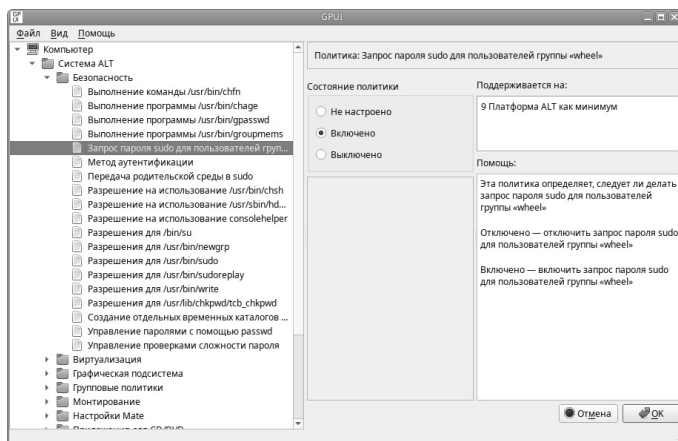 GPUI
Файл Вид Помощь
Компьютер
Система ALT
Безопасность
Выполнение команды /usr/bin/chfn
Выполнение программы /usr/bin/chage
Выполнение программы /usr/bin/gpasswd
Выполнение программы /usr/bin/groupmems
Запрос пароля sudo для пользователей груп...
Метод аутентификации
Передача родительской среды в sudo
Разрешение на использование /usr/bin/chsh
Разрешение на использование /usr/sbin/hd...
Разрешение на использование consolehelper
Разрешения для /bin/su
Разрешения для /usr/bin/newgrp
Разрешения для /usr/bin/sudo
Разрешения для /usr/bin/sudoreplay
Разрешения для /usr/bin/write
Разрешения для /usr/lib/chkpwd/tcb_chkpwd
Создание отдельных временных каталогов ...
Управление паролями с помощью passwd
Управление проверками сложности пароля
Виртуализация
Графическая подсистема
Групповые политики
Монтирование
Настройки Mate
Приложения для CD/DVD
Политика: Запрос пароля sudo для пользователей группы «wheel»
Состояние политики
Не настроено
Включено
Выключено
Поддерживается на:
9 Платформа ALT как минимум
Помощь:
Эта политика определяет, следует ли делать
запрос пароля sudo для пользователей
группы «wheel»
Отключено — отключить запрос пароля sudo
для пользователей группы «wheel»
Включено — включить запрос пароля sudo
для пользователей группы «wheel»
Отмена
OK